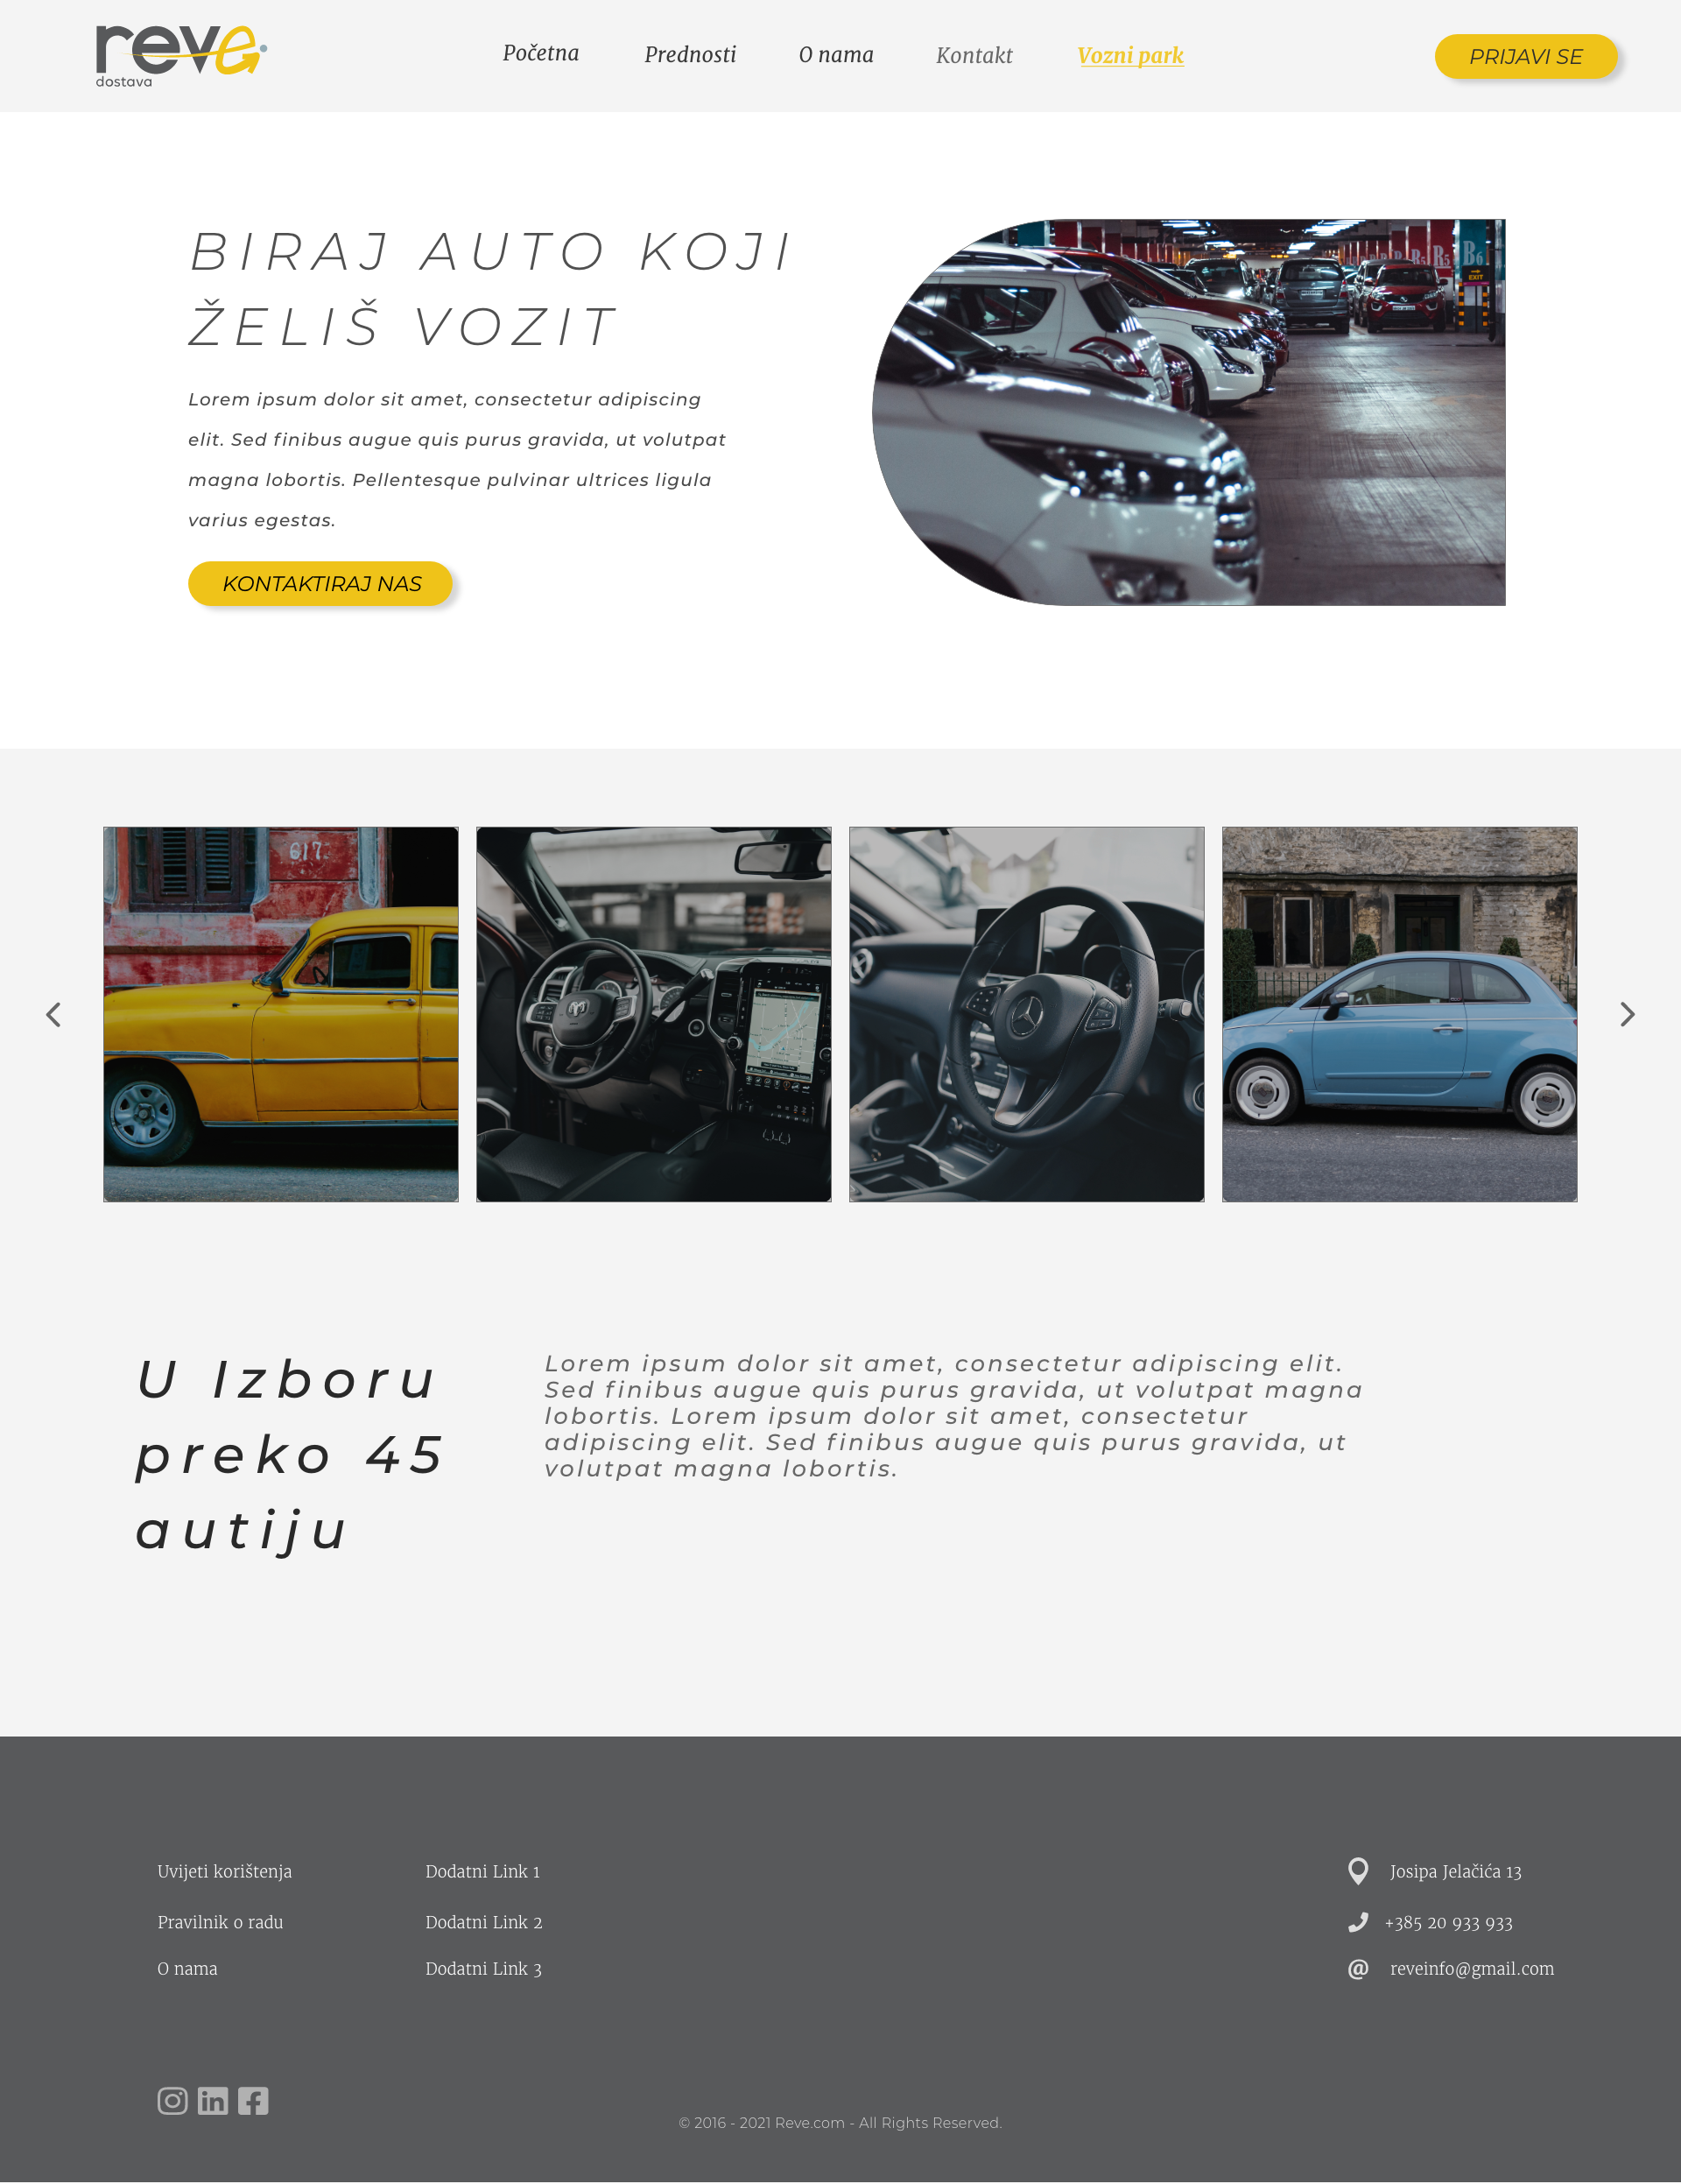 reve
dostava
Početna
Prednosti
O nama
Kontakt
Vozni park
PRIJAVI SE
BIRAJ AUTO KOJI
ŽELIŠ VOZIT
Lorem ipsum dolor sit amet, consectetur adipiscing
elit. Sed finibus augue quis purus gravida, ut volutpat
magna lobortis. Pellentesque pulvinar ultrices ligula
varius egestas.
KONTAKTIRAJ NAS
R5
B6
EXIT
617
U Izboru
preko 45
autiju
Lorem ipsum dolor sit amet, consectetur adipiscing elit.
Sed finibus augue quis purus gravida, ut volutpat magna
lobortis. Lorem ipsum dolor sit amet, consectetur
adipiscing elit. Sed finibus augue quis purus gravida, ut
volutpat magna lobortis.
Uvijeti korištenja
Dodatni Link 1
Josipa Jelačića 13
Pravilnik o radu
Dodatni Link 2
+385 20 933 933
O nama
Dodatni Link 3
reveinfo@gmail.com
© 2016 - 2021 Reve.com - All Rights Reserved.